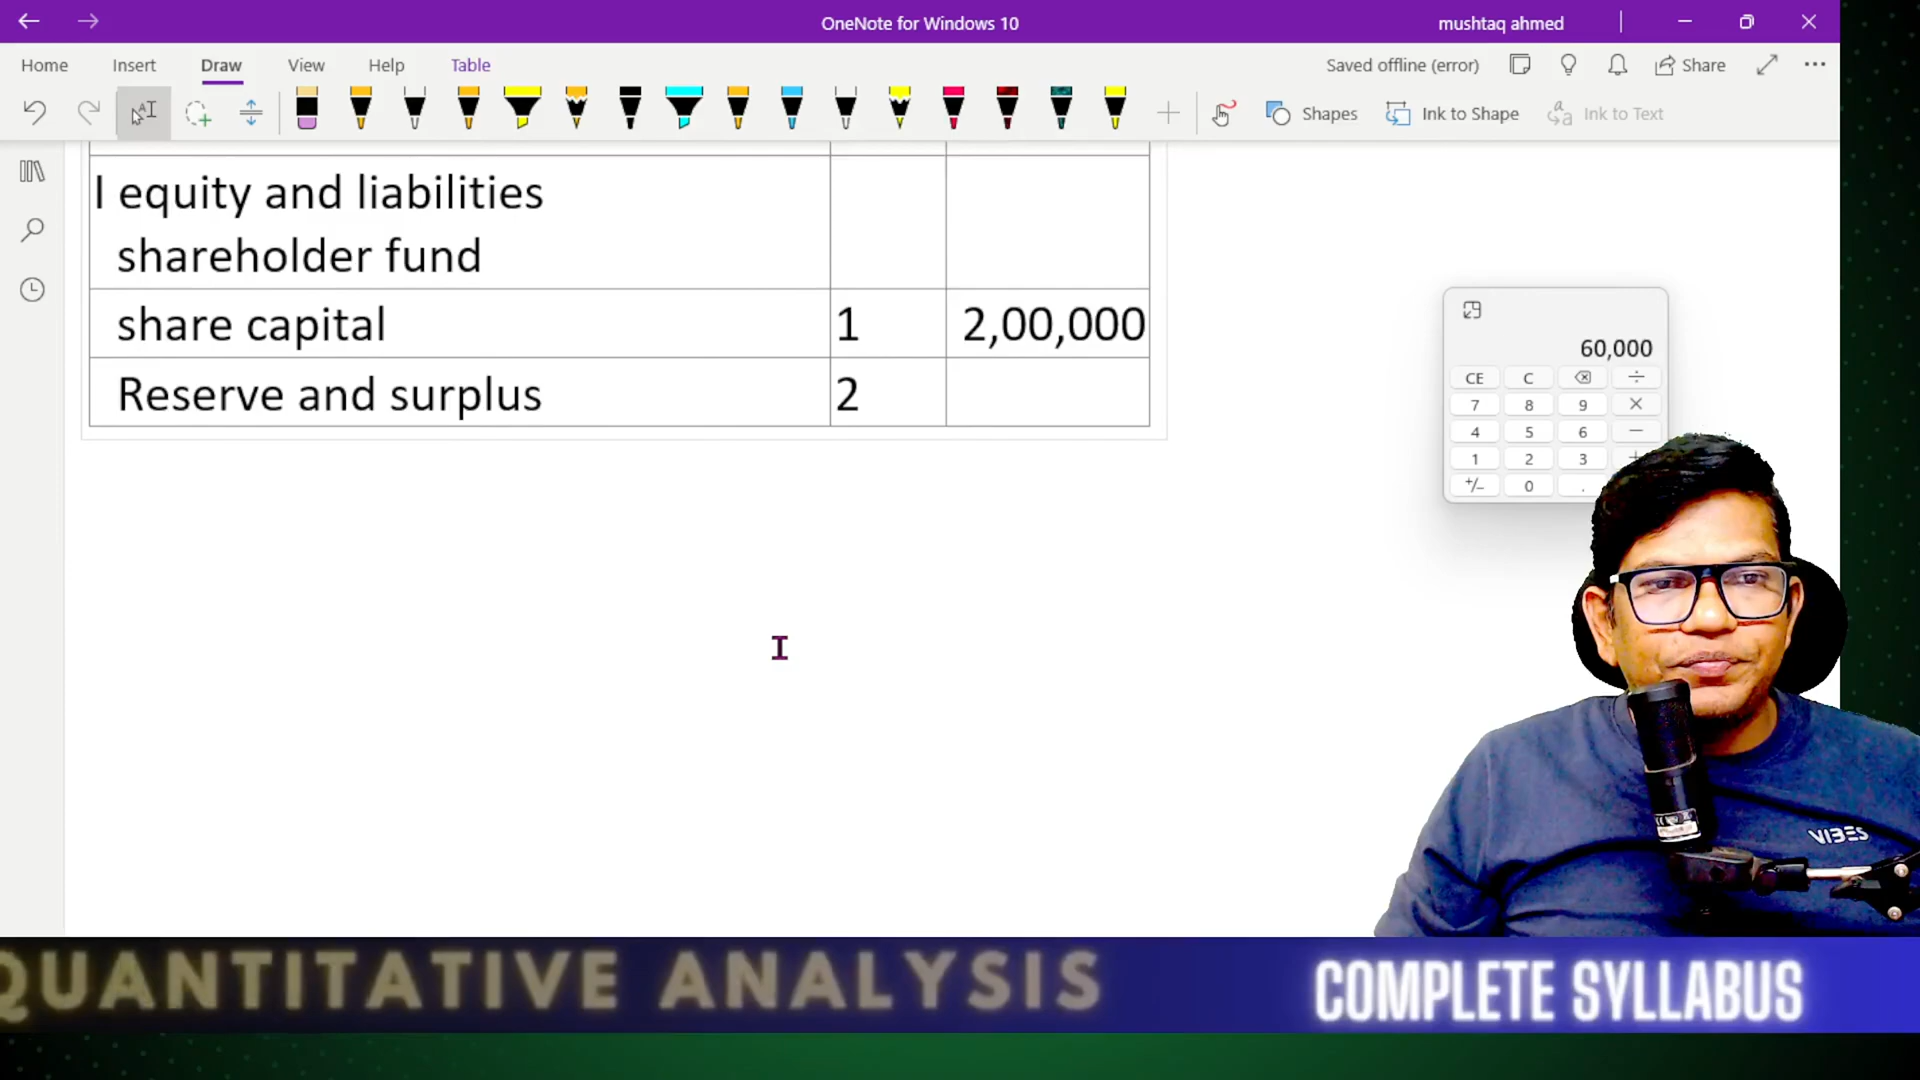 OneNote for Windows 10
mushtaq ahmed
Home Insert Draw View Help Table
Saved offline (error) Share
Shapes Ink to Shape Ink to Text
I equity and liabilities
shareholder fund
share capital 1 2,00,000
Reserve and surplus 2
60,000
CE C ÷
7 8 9 ×
4 5 6 −
1 2 3 +
+/− 0 .
VIBES
QUANTITATIVE ANALYSIS
COMPLETE SYLLABUS